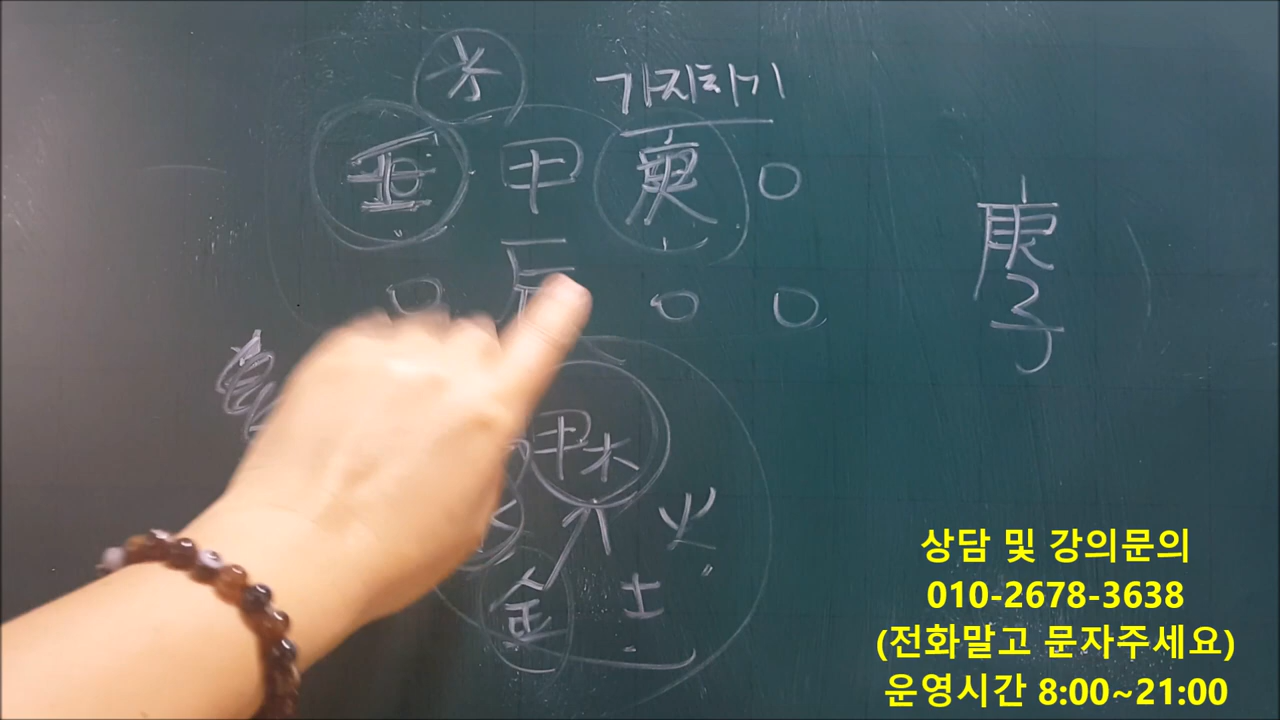 가지치기
甲 庚 ○
辰
○ ○ ○
庚
子
甲木
火
金 土
상담 및 강의문의
010-2678-3638
(전화말고 문자주세요)
운영시간 8:00~21:00